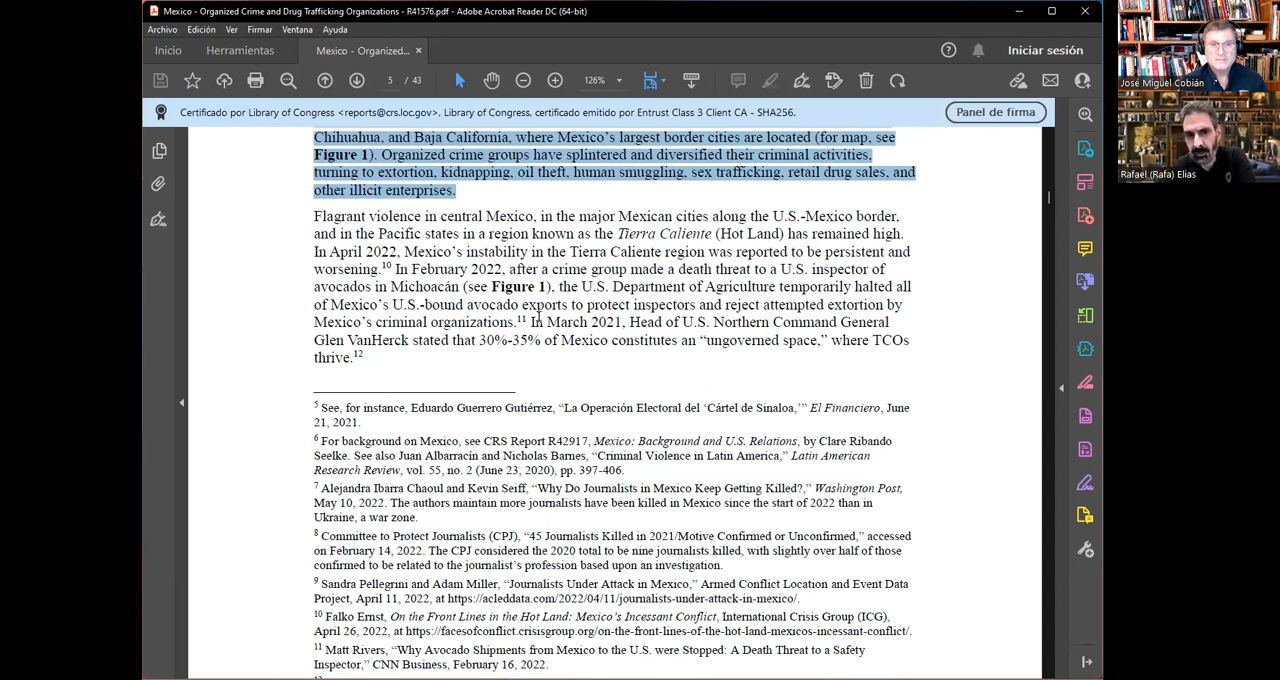 Mexico - Organized Crime and Drug Trafficking Organizations - R41576.pdf - Adobe Acrobat Reader DC (64-bit)
Archivo Edición Ver Firmar Ventana Ayuda
Inicio Herramientas Mexico - Organized... × Iniciar sesión
5 / 43 126%
Certificado por Library of Congress <reports@crs.loc.gov>, Library of Congress, certificado emitido por Entrust Class 3 Client CA - SHA256. Panel de firma
Chihuahua, and Baja California, where Mexico's largest border cities are located (for map, see
Figure 1). Organized crime groups have splintered and diversified their criminal activities,
turning to extortion, kidnapping, oil theft, human smuggling, sex trafficking, retail drug sales, and
other illicit enterprises.
Flagrant violence in central Mexico, in the major Mexican cities along the U.S.-Mexico border,
and in the Pacific states in a region known as the Tierra Caliente (Hot Land) has remained high.
In April 2022, Mexico's instability in the Tierra Caliente region was reported to be persistent and
worsening.10 In February 2022, after a crime group made a death threat to a U.S. inspector of
avocados in Michoacán (see Figure 1), the U.S. Department of Agriculture temporarily halted all
of Mexico's U.S.-bound avocado exports to protect inspectors and reject attempted extortion by
Mexico's criminal organizations.11 In March 2021, Head of U.S. Northern Command General
Glen VanHerck stated that 30%-35% of Mexico constitutes an “ungoverned space,” where TCOs
thrive.12
5 See, for instance, Eduardo Guerrero Gutiérrez, “La Operación Electoral del ‘Cártel de Sinaloa,’” El Financiero, June
21, 2021.
6 For background on Mexico, see CRS Report R42917, Mexico: Background and U.S. Relations, by Clare Ribando
Seelke. See also Juan Albarracín and Nicholas Barnes, “Criminal Violence in Latin America,” Latin American
Research Review, vol. 55, no. 2 (June 23, 2020), pp. 397-406.
7 Alejandra Ibarra Chaoul and Kevin Seiff, “Why Do Journalists in Mexico Keep Getting Killed?,” Washington Post,
May 10, 2022. The authors maintain more journalists have been killed in Mexico since the start of 2022 than in
Ukraine, a war zone.
8 Committee to Protect Journalists (CPJ), “45 Journalists Killed in 2021/Motive Confirmed or Unconfirmed,” accessed
on February 14, 2022. The CPJ considered the 2020 total to be nine journalists killed, with slightly over half of those
confirmed to be related to the journalist's profession based upon an investigation.
9 Sandra Pellegrini and Adam Miller, “Journalists Under Attack in Mexico,” Armed Conflict Location and Event Data
Project, April 11, 2022, at https://acleddata.com/2022/04/11/journalists-under-attack-in-mexico/.
10 Falko Ernst, On the Front Lines in the Hot Land: Mexico's Incessant Conflict, International Crisis Group (ICG),
April 26, 2022, at https://facesofconflict.crisisgroup.org/on-the-front-lines-of-the-hot-land-mexicos-incessant-conflict/.
11 Matt Rivers, “Why Avocado Shipments from Mexico to the U.S. were Stopped: A Death Threat to a Safety
Inspector,” CNN Business, February 16, 2022.
José Miguel Cobián
Rafael (Rafa) Elias